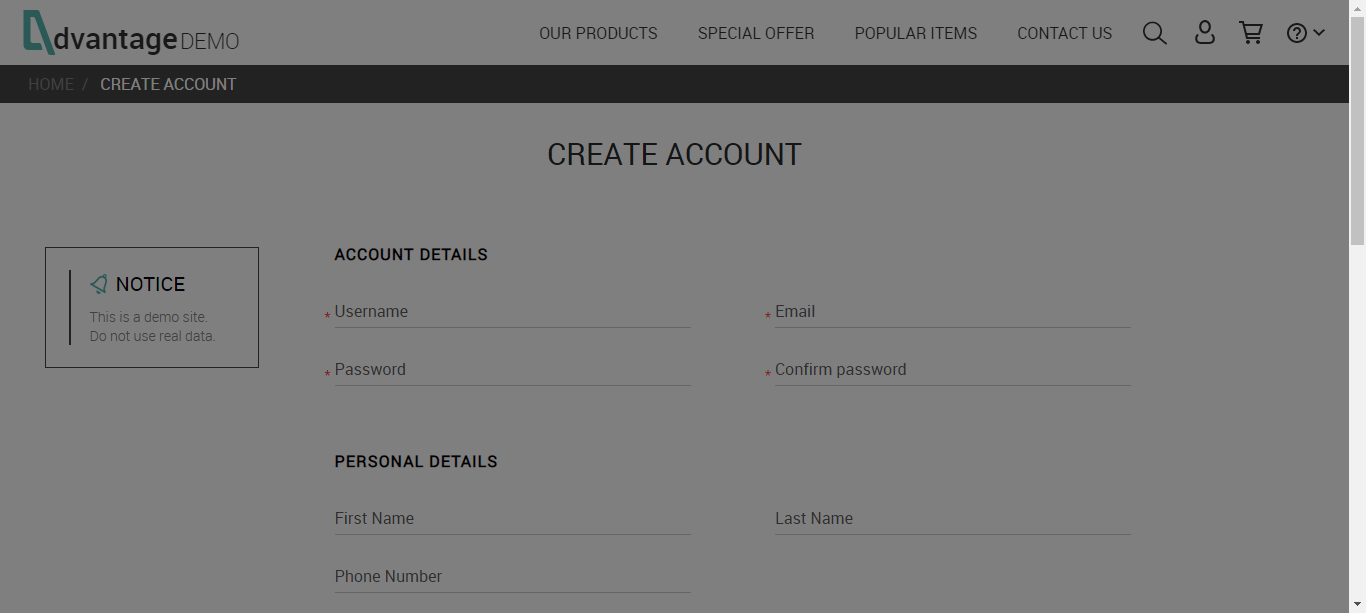 dvantage DEMO
OUR PRODUCTS SPECIAL OFFER POPULAR ITEMS CONTACT US
HOME / CREATE ACCOUNT
CREATE ACCOUNT
NOTICE
This is a demo site.
Do not use real data.
ACCOUNT DETAILS
* Username * Email
* Password * Confirm password
PERSONAL DETAILS
First Name Last Name
Phone Number